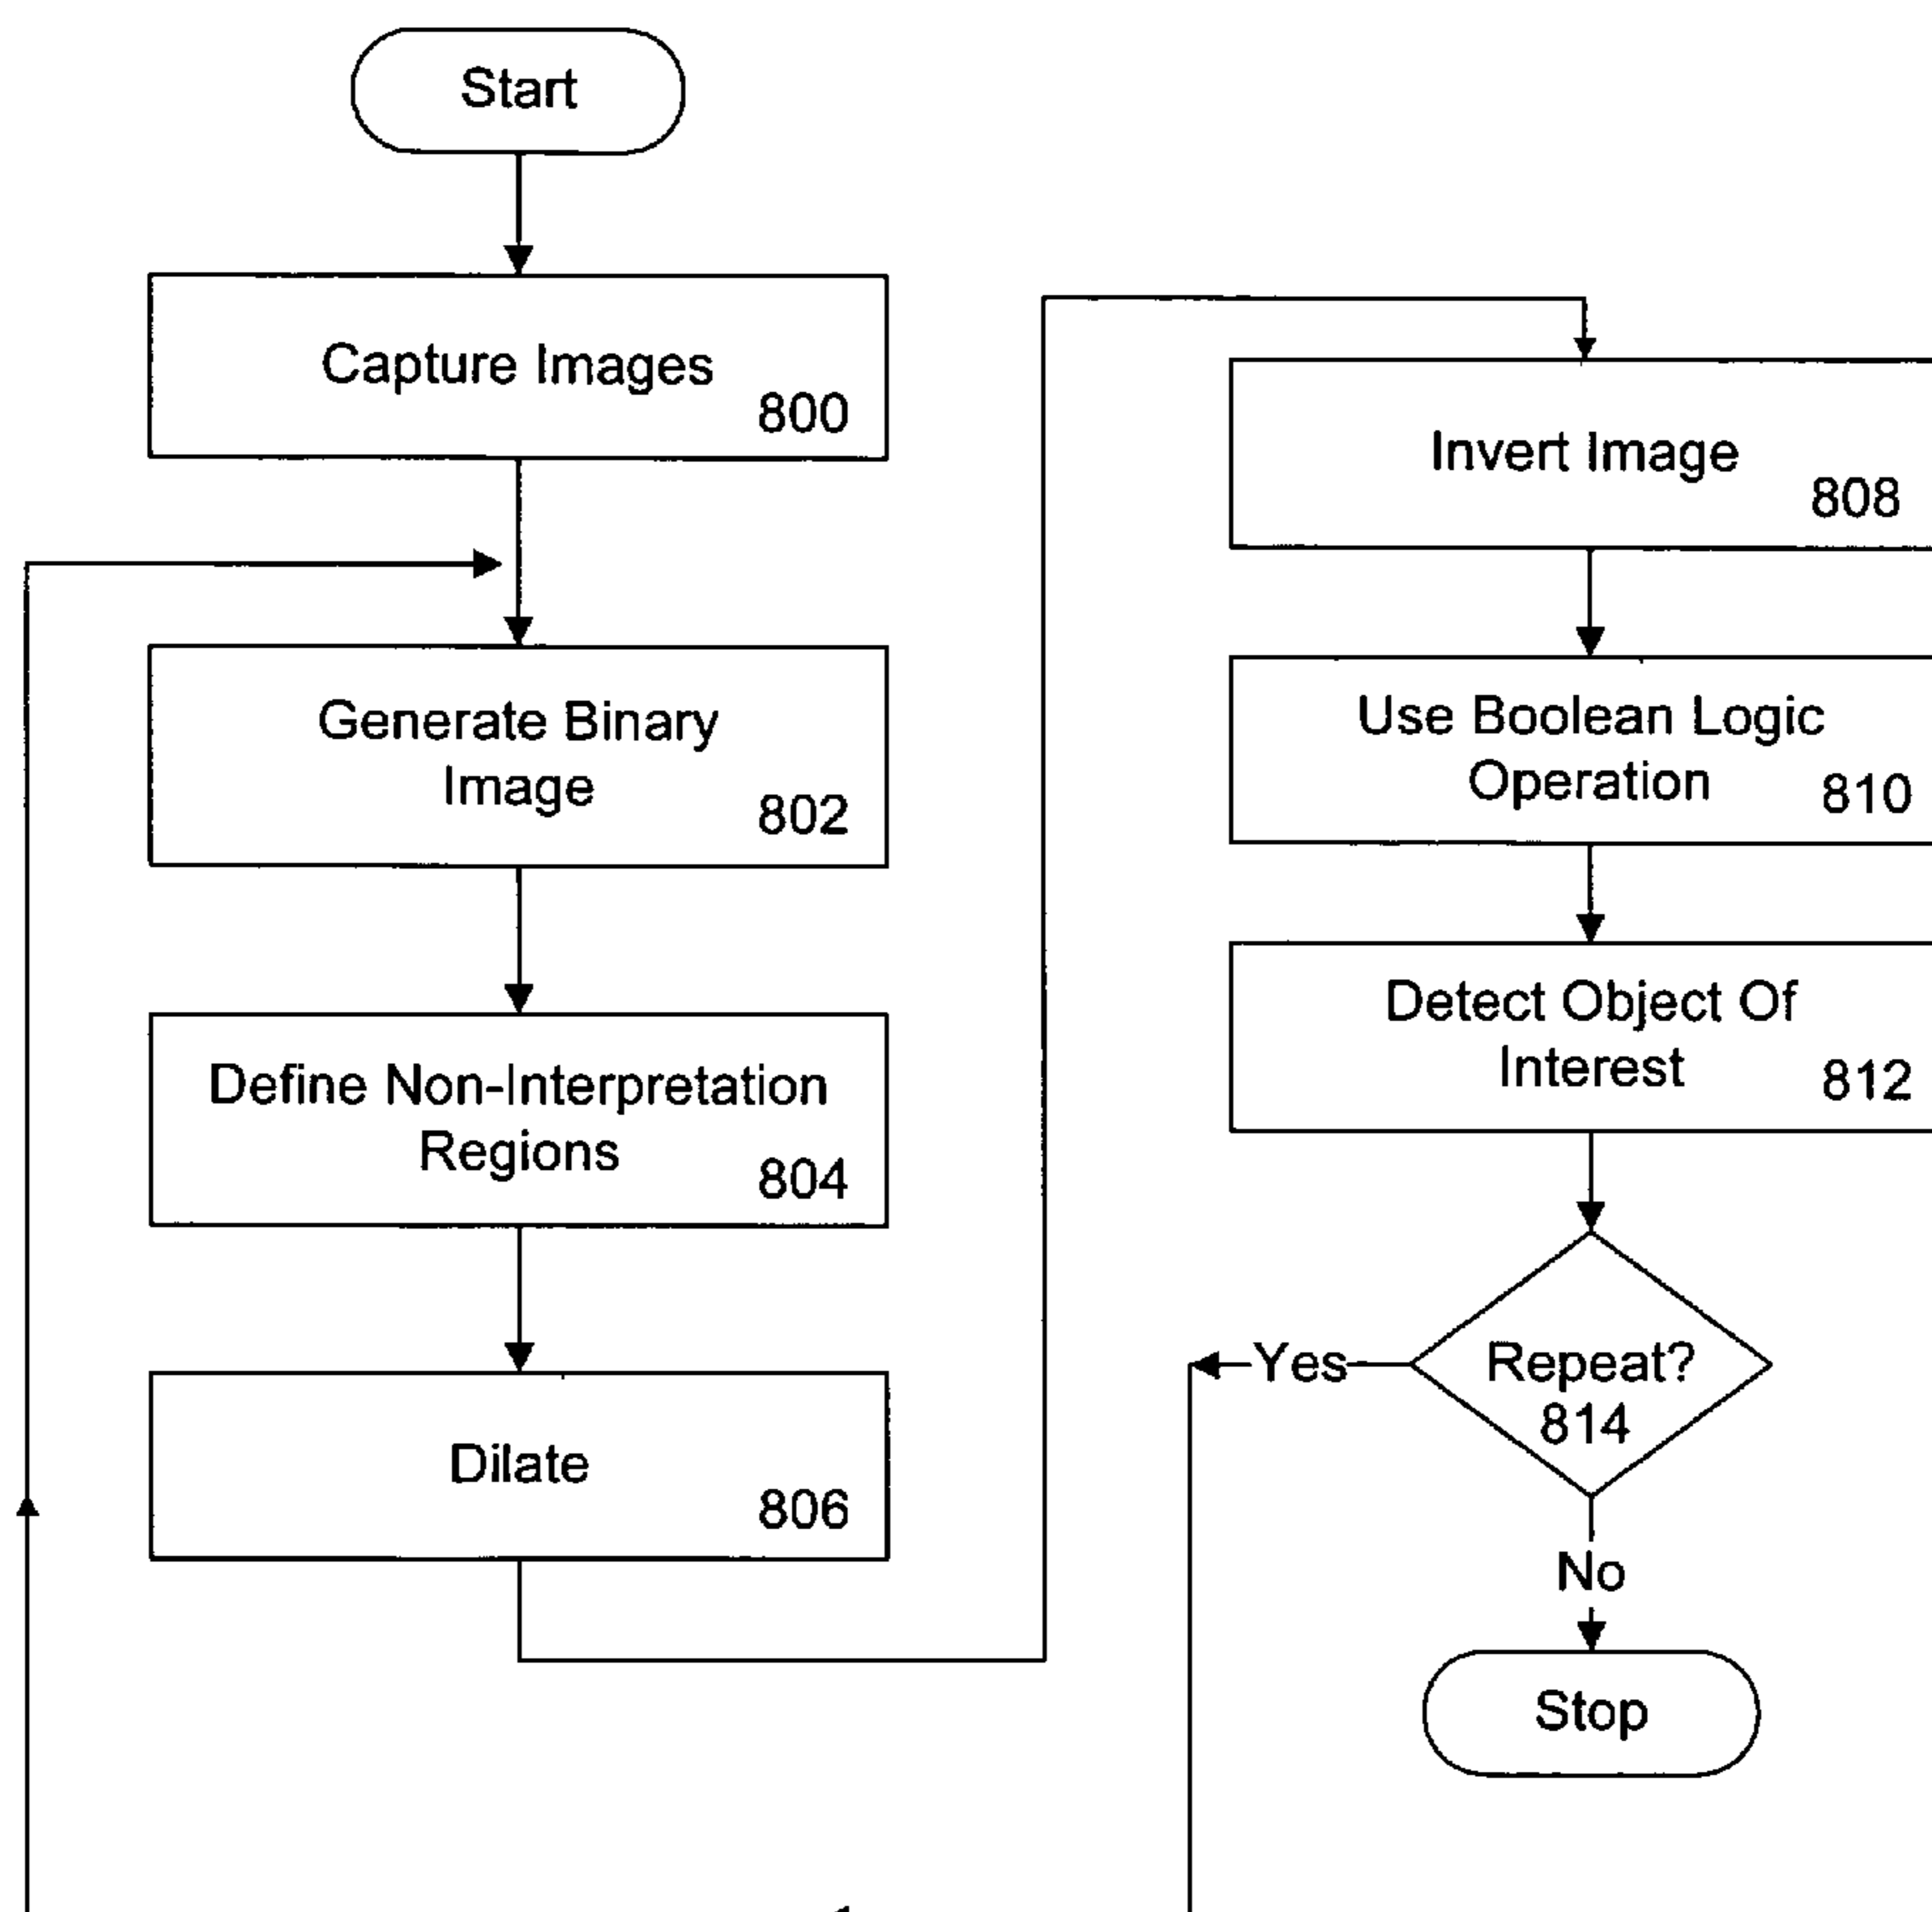 Start
Capture Images
800
Generate Binary
Image
802
Define Non-Interpretation
Regions
804
Dilate
806
Invert Image
808
Use Boolean Logic
Operation
810
Detect Object Of
Interest
812
Repeat?
814
Yes
No
Stop